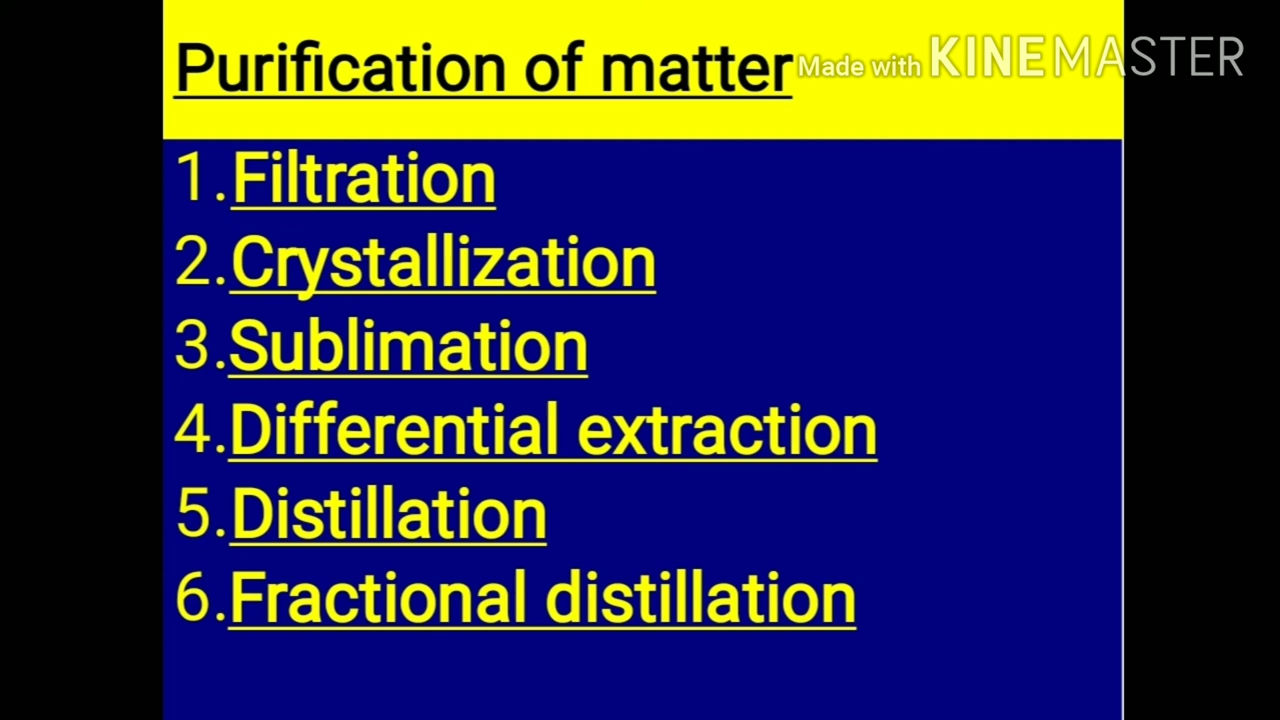 Purification of matter
Made with KINEMASTER
1.Filtration
2.Crystallization
3.Sublimation
4.Differential extraction
5.Distillation
6.Fractional distillation